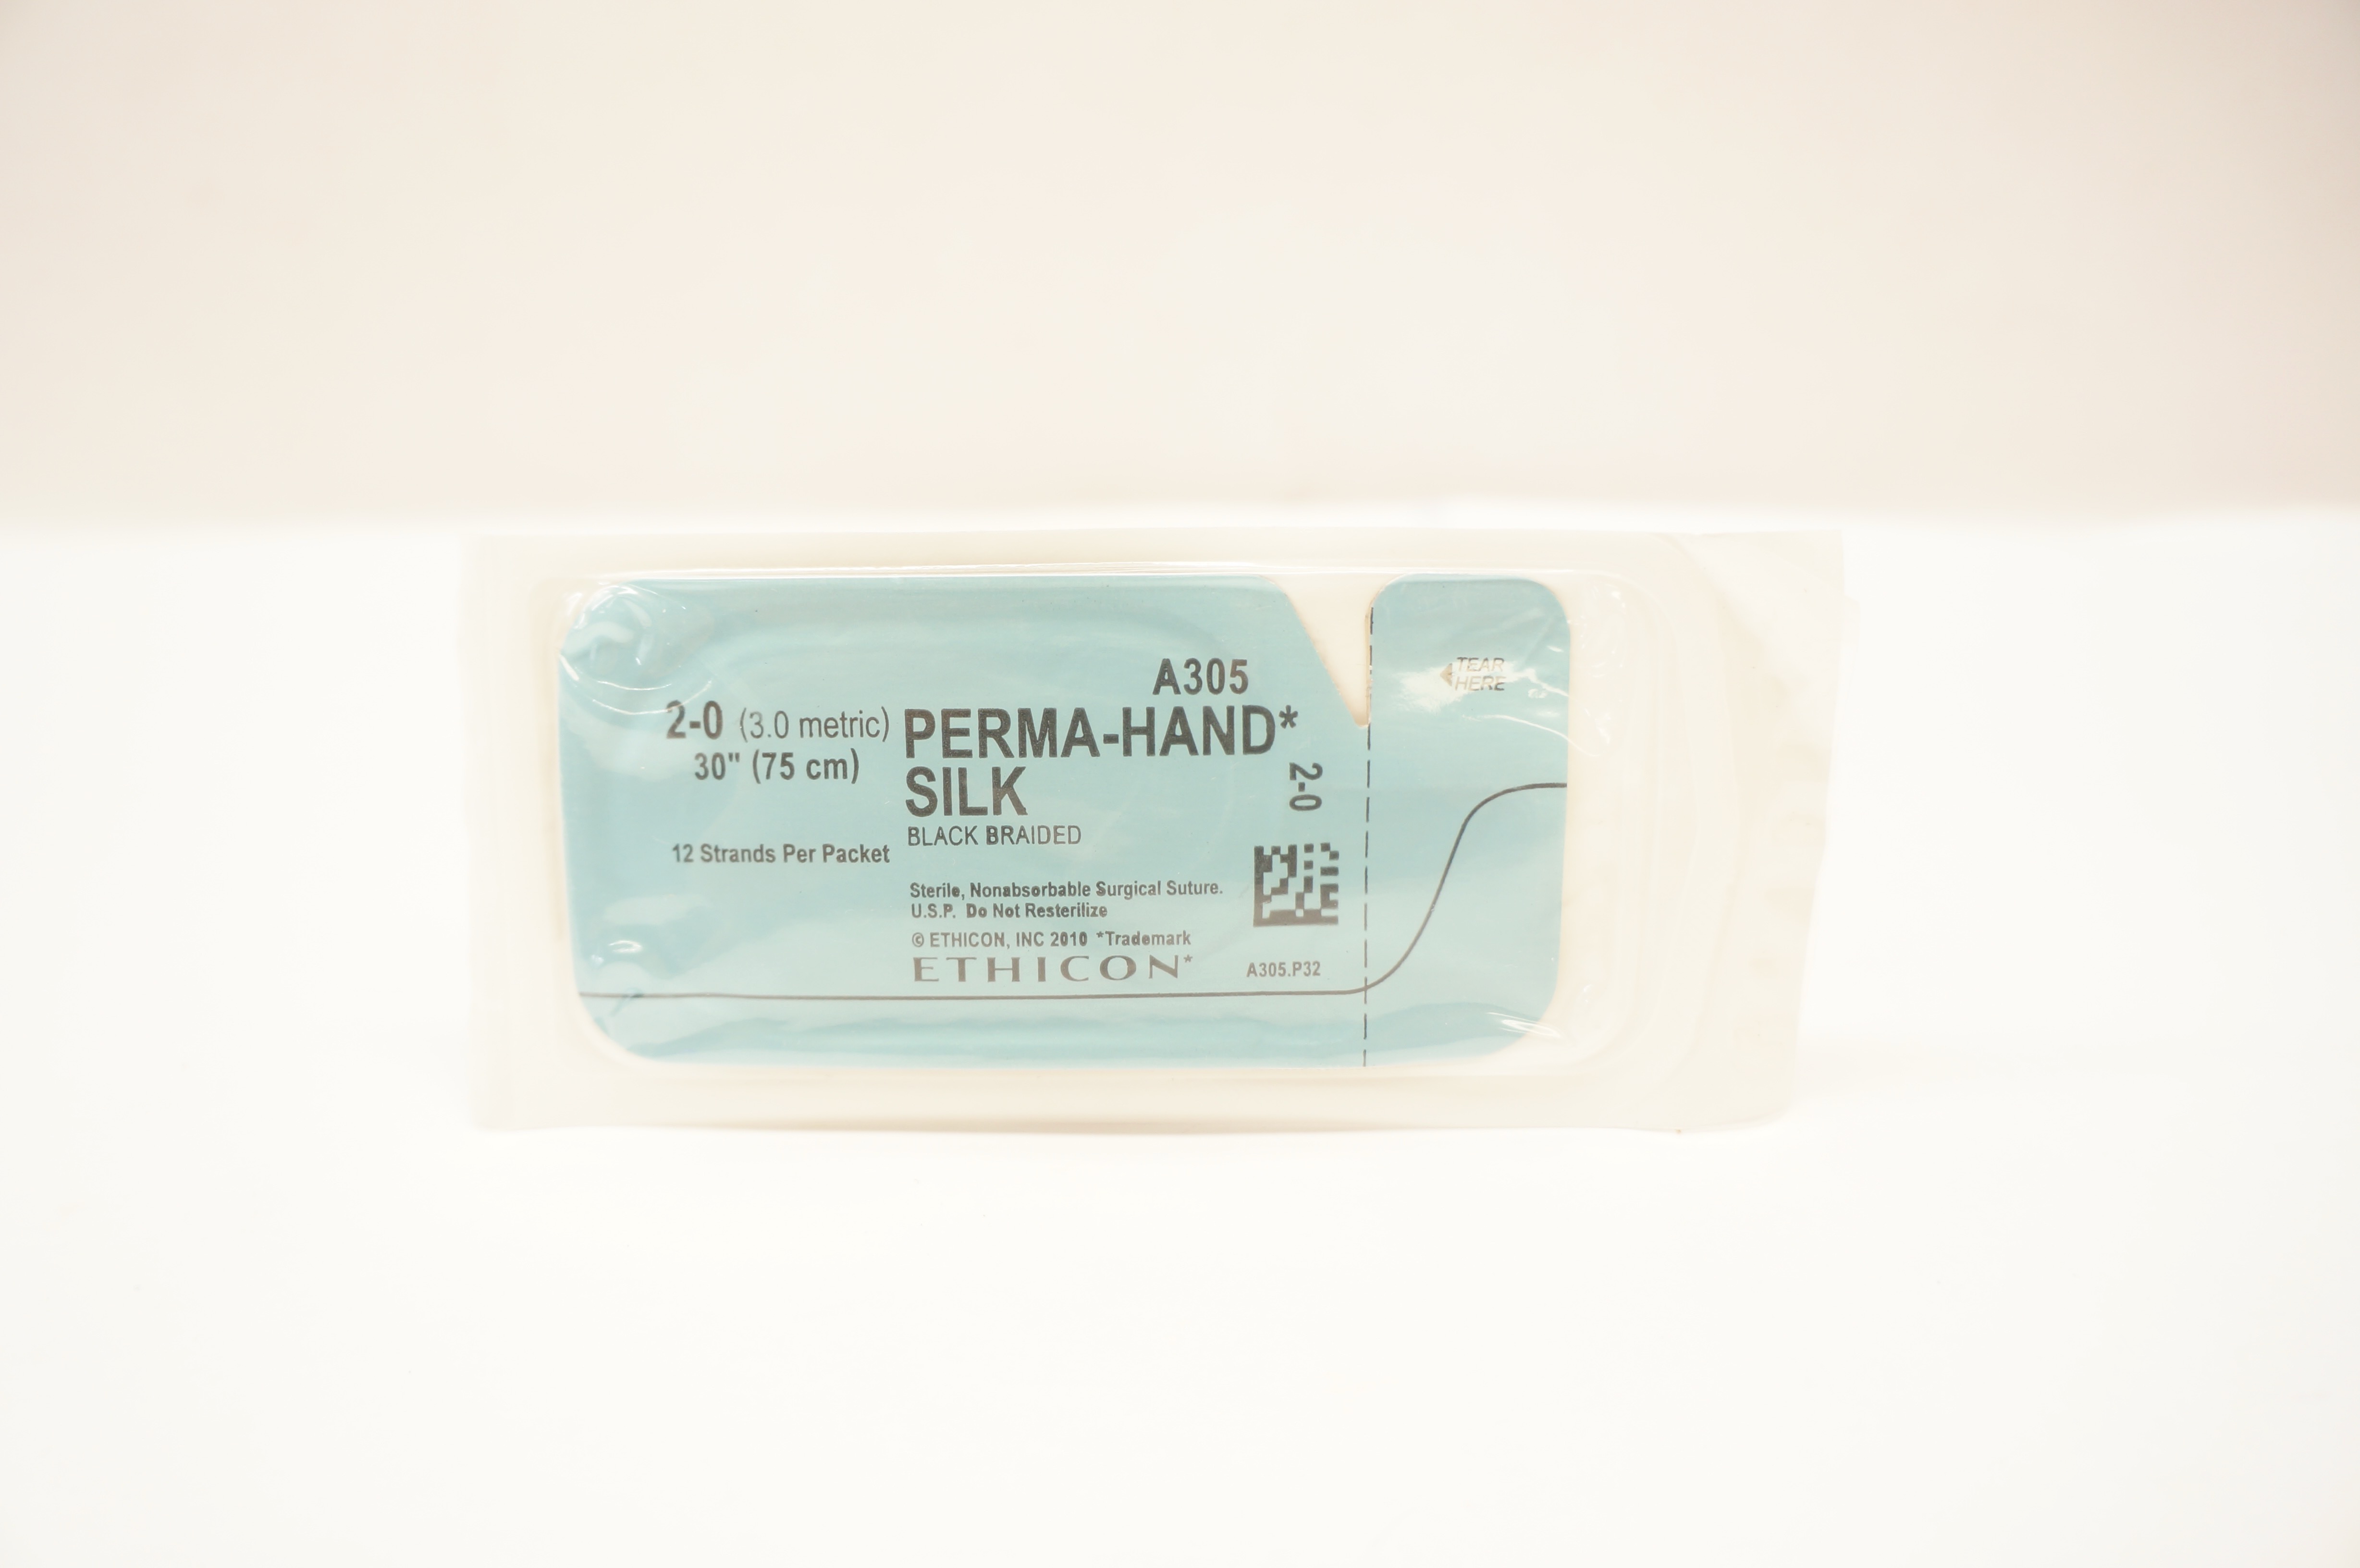 A305
2-0 (3.0 metric)
30" (75 cm)
12 Strands Per Packet
PERMA-HAND*
SILK
BLACK BRAIDED
Sterile, Nonabsorbable Surgical Suture.
U.S.P. Do Not Resterilize
© ETHICON, INC 2010 *Trademark
ETHICON*
2-0
A305.P32
TEAR
HERE